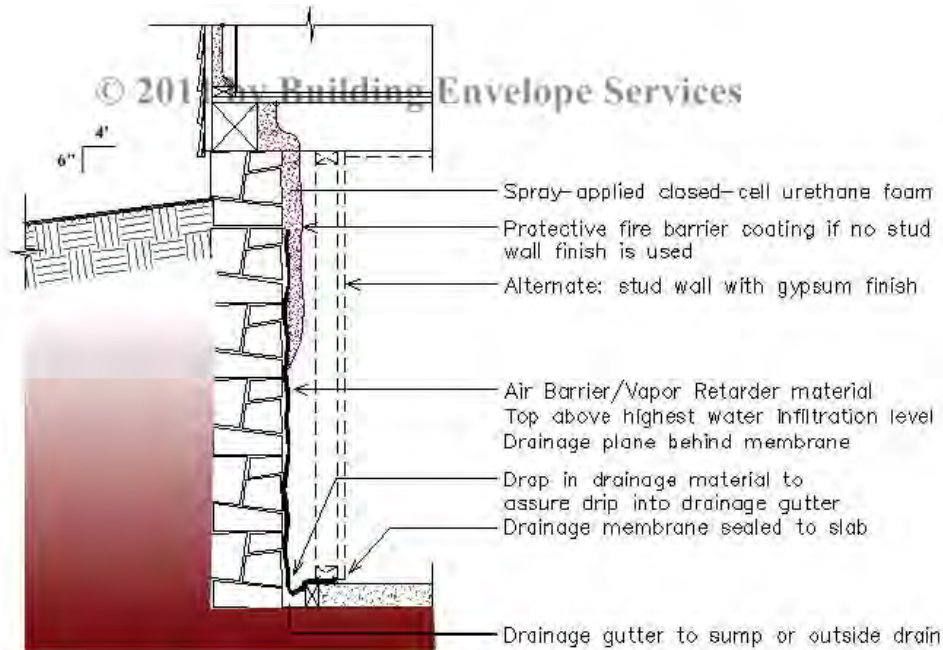 © 201 by Building Envelope Services
4'
6"
Spray-applied closed-cell urethane foam
Protective fire barrier coating if no stud
wall finish is used
Alternate: stud wall with gypsum finish
Air Barrier/Vapor Retarder material
Top above highest water infiltration level
Drainage plane behind membrane
Drop in drainage material to
assure drip into drainage gutter
Drainage membrane sealed to slab
Drainage gutter to sump or outside drain